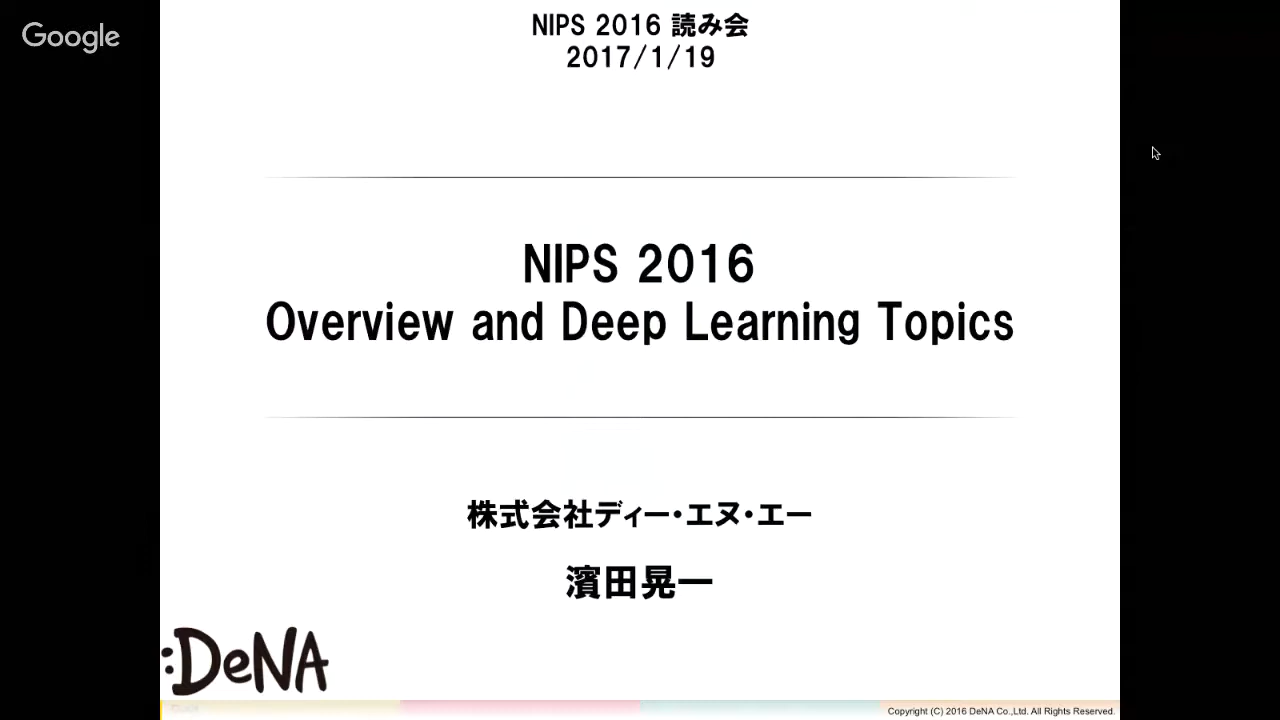 Google
NIPS 2016 読み会
2017/1/19
NIPS 2016
Overview and Deep Learning Topics
株式会社ディー・エヌ・エー
濱田晃一
:DeNA
Copyright (C) 2016 DeNA Co.,Ltd. All Rights Reserved.